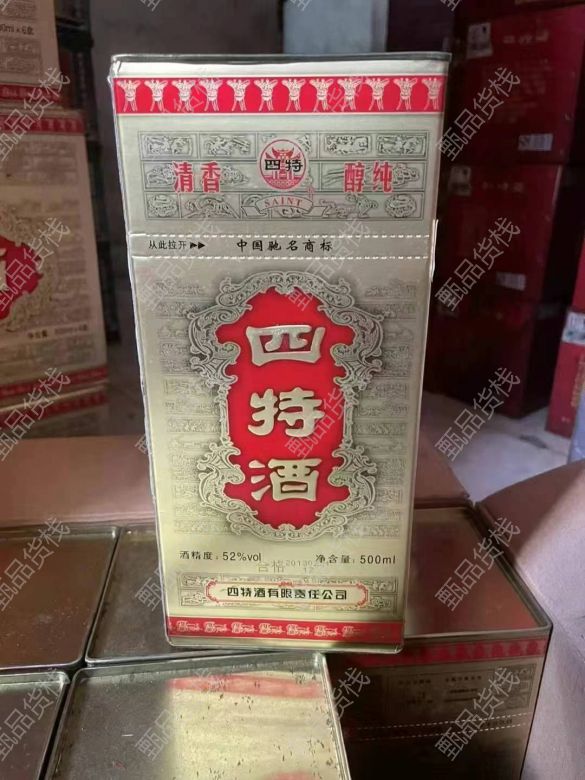 清香
四特
醇纯
SAINT
从此拉开▶▶
中国驰名商标
四
特
酒
酒精度：52%vol
净含量：500ml
合格
四特酒有限责任公司
甄品货栈